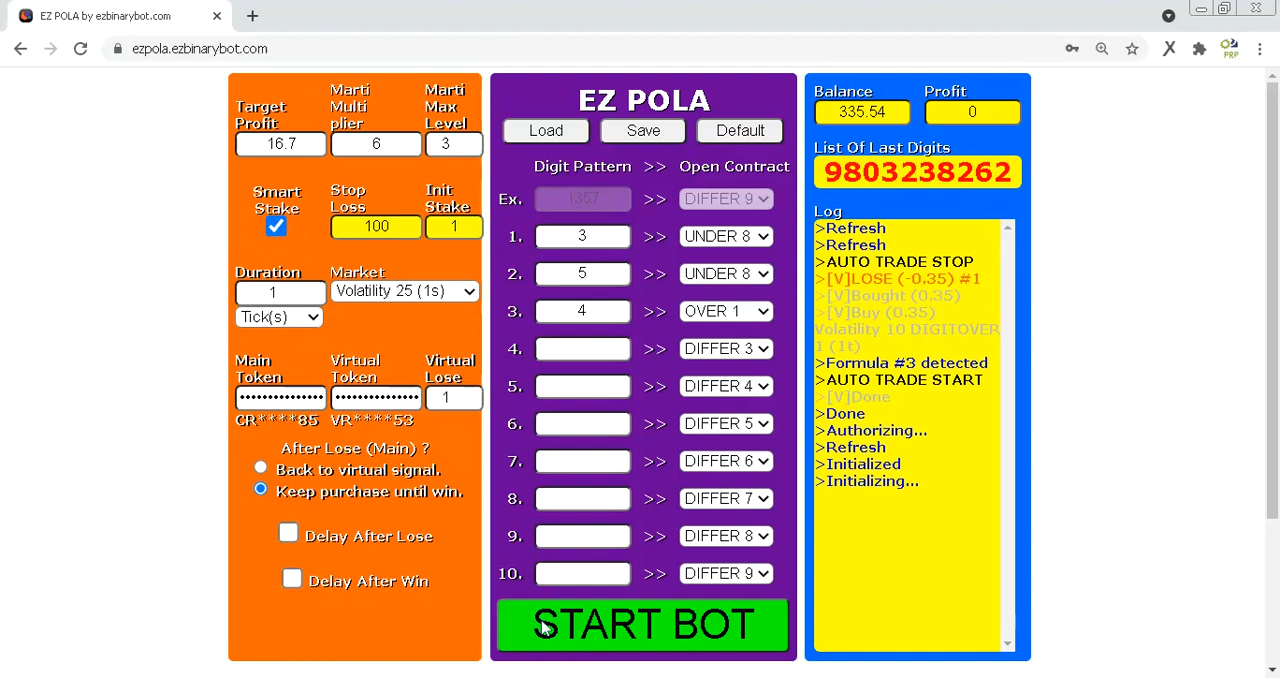 EZ POLA by ezbinarybot.com
ezpola.ezbinarybot.com
PRP
Target Profit
Marti Multi plier
Marti Max Level
16.7
6
3
Smart Stake
Stop Loss
Init Stake
100
1
Duration
Market
1
Volatility 25 (1s)
Tick(s)
Main Token
Virtual Token
Virtual Lose
••••••••••••••
••••••••••••••
1
CR****85
VR****53
After Lose (Main) ?
Back to virtual signal.
Keep purchase until win.
Delay After Lose
Delay After Win
EZ POLA
Load
Save
Default
Digit Pattern >> Open Contract
Ex. 1357 >> DIFFER 9
1. 3 >> UNDER 8
2. 5 >> UNDER 8
3. 4 >> OVER 1
4. >> DIFFER 3
5. >> DIFFER 4
6. >> DIFFER 5
7. >> DIFFER 6
8. >> DIFFER 7
9. >> DIFFER 8
10. >> DIFFER 9
START BOT
Balance
Profit
335.54
0
List Of Last Digits
9803238262
Log
>Refresh
>Refresh
>AUTO TRADE STOP
>[V]LOSE (-0.35) #1
>[V]Bought (0.35)
>[V]Buy (0.35)
Volatility 10 DIGITOVER
1 (1t)
>Formula #3 detected
>AUTO TRADE START
>[V]Done
>Done
>Authorizing...
>Refresh
>Initialized
>Initializing...